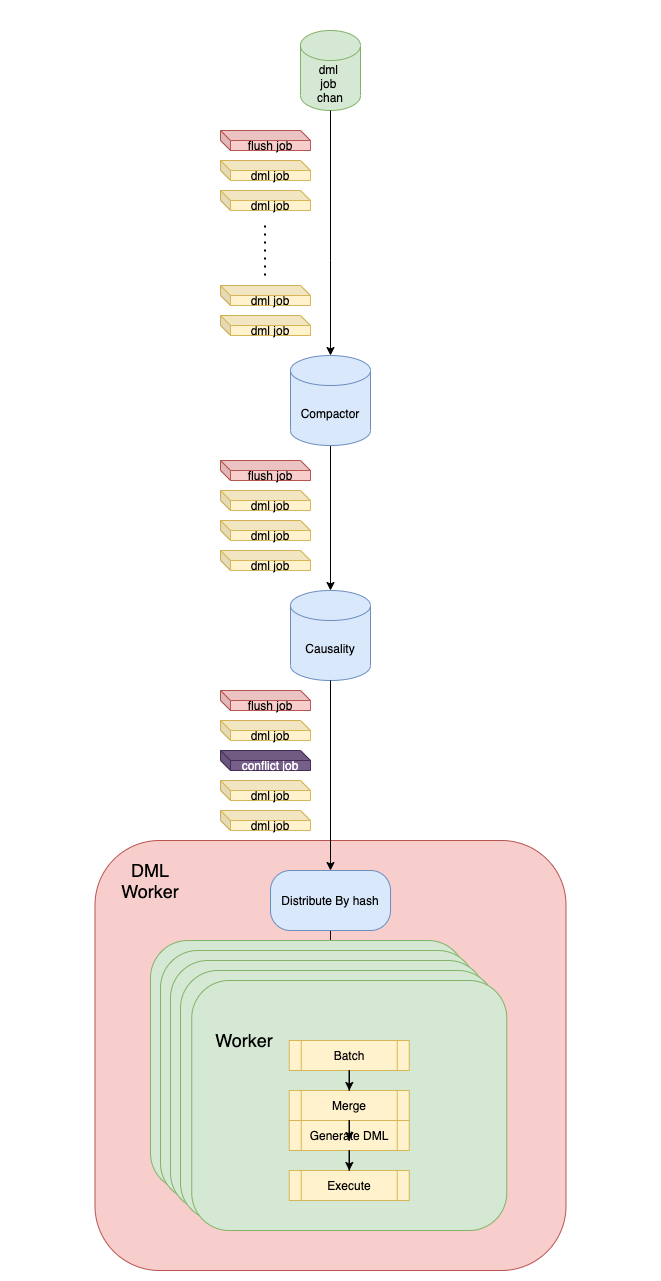 dml
job
chan
flush job
dml job
dml job
dml job
dml job
Compactor
flush job
dml job
dml job
dml job
Causality
flush job
dml job
conflict job
dml job
dml job
DML
Worker
Distribute By hash
Worker
Batch
Merge
Generate DML
Execute